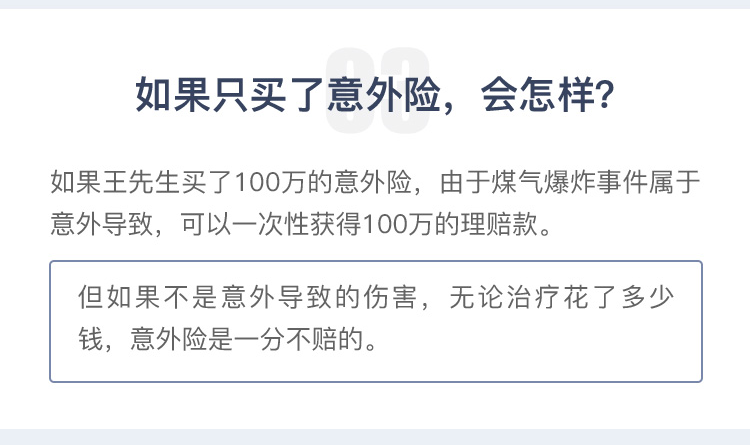 03
如果只买了意外险，会怎样？
如果王先生买了100万的意外险，由于煤气爆炸事件属于
意外导致，可以一次性获得100万的理赔款。
但如果不是意外导致的伤害，无论治疗花了多少
钱，意外险是一分不赔的。